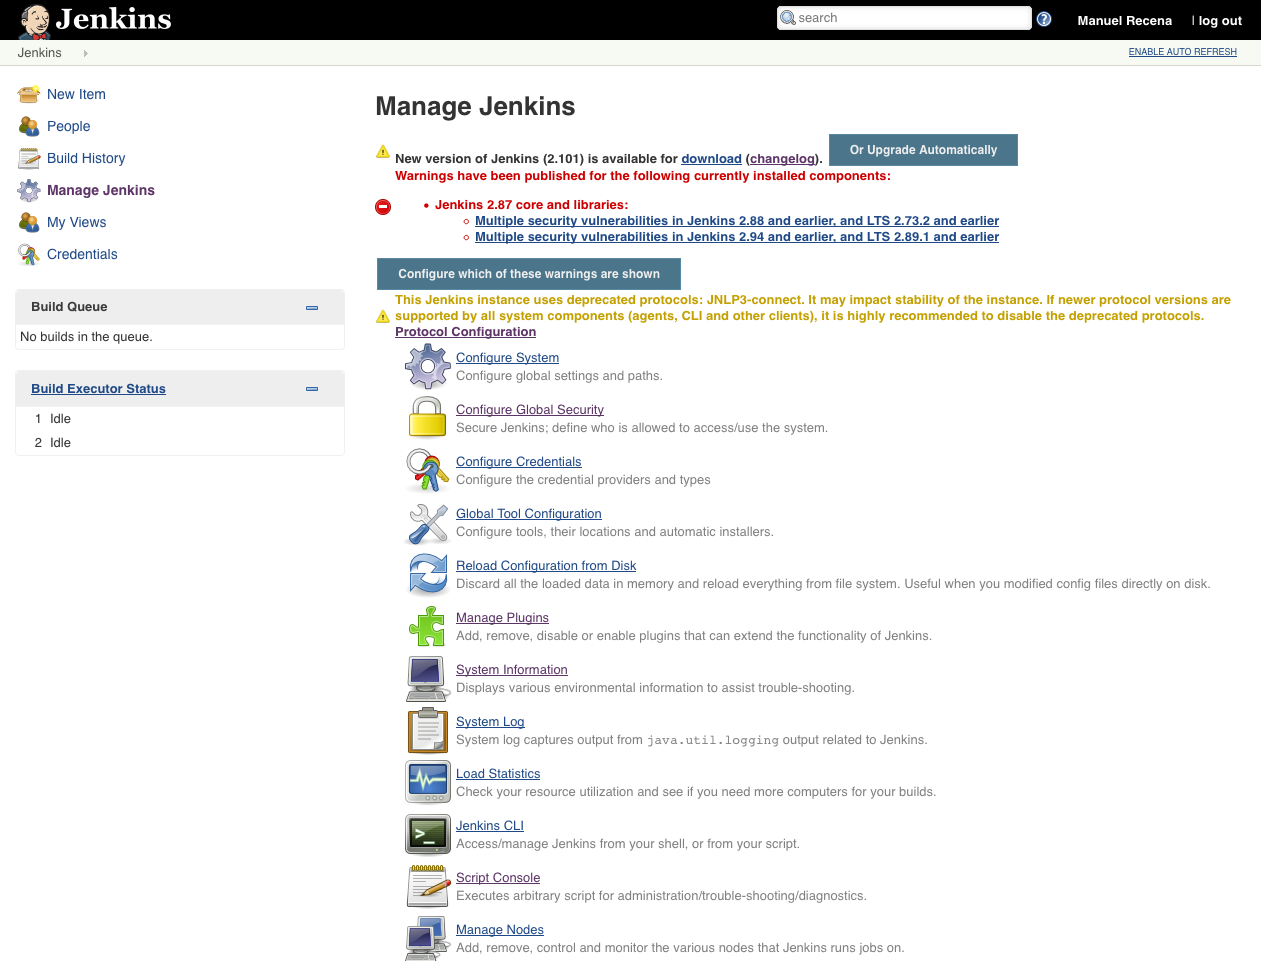 Jenkins
search
?
Manuel Recena | log out
Jenkins
ENABLE AUTO REFRESH
New Item
People
Build History
Manage Jenkins
My Views
Credentials
Build Queue
No builds in the queue.
Build Executor Status
1 Idle
2 Idle
Manage Jenkins
New version of Jenkins (2.101) is available for download (changelog). Or Upgrade Automatically
Warnings have been published for the following currently installed components:
Jenkins 2.87 core and libraries:
Multiple security vulnerabilities in Jenkins 2.88 and earlier, and LTS 2.73.2 and earlier
Multiple security vulnerabilities in Jenkins 2.94 and earlier, and LTS 2.89.1 and earlier
Configure which of these warnings are shown
This Jenkins instance uses deprecated protocols: JNLP3-connect. It may impact stability of the instance. If newer protocol versions are
supported by all system components (agents, CLI and other clients), it is highly recommended to disable the deprecated protocols.
Protocol Configuration
Configure System
Configure global settings and paths.
Configure Global Security
Secure Jenkins; define who is allowed to access/use the system.
Configure Credentials
Configure the credential providers and types
Global Tool Configuration
Configure tools, their locations and automatic installers.
Reload Configuration from Disk
Discard all the loaded data in memory and reload everything from file system. Useful when you modified config files directly on disk.
Manage Plugins
Add, remove, disable or enable plugins that can extend the functionality of Jenkins.
System Information
Displays various environmental information to assist trouble-shooting.
System Log
System log captures output from java.util.logging output related to Jenkins.
Load Statistics
Check your resource utilization and see if you need more computers for your builds.
Jenkins CLI
Access/manage Jenkins from your shell, or from your script.
Script Console
Executes arbitrary script for administration/trouble-shooting/diagnostics.
Manage Nodes
Add, remove, control and monitor the various nodes that Jenkins runs jobs on.